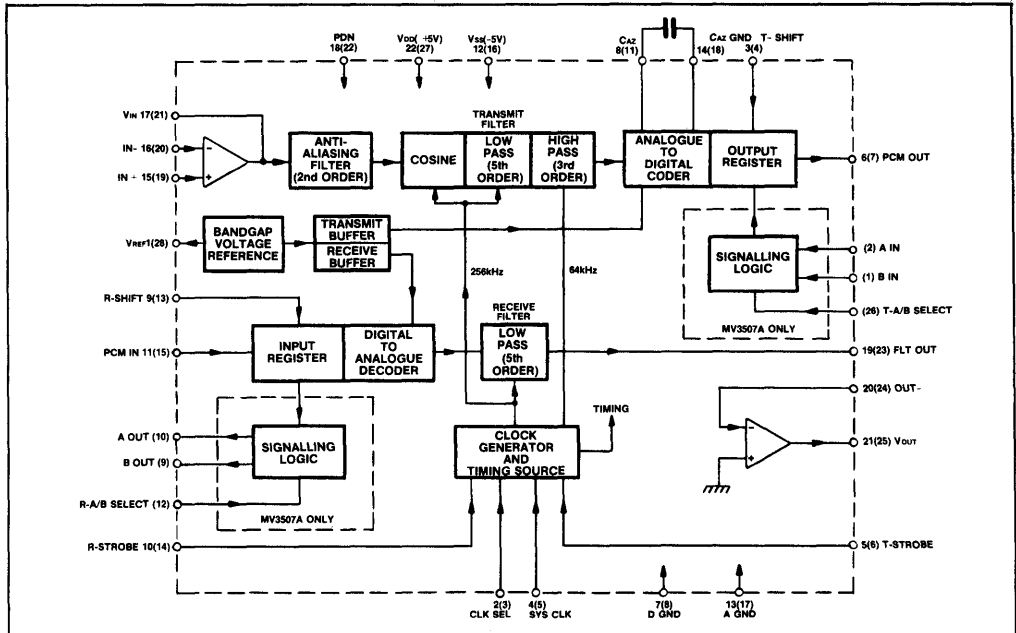 PDN
18(22)
VDD( +5V)
22(27)
VSS(-5V)
12(16)
CAZ
8(11)
14(18)
CAZ GND
T- SHIFT
3(4)
VIN 17(21)
IN- 16(20)
IN + 15(19)
-
+
ANTI-
ALIASING
FILTER
(2nd ORDER)
TRANSMIT
FILTER
COSINE
LOW
PASS
(5th
ORDER)
HIGH
PASS
(3rd
ORDER)
ANALOGUE
TO
DIGITAL
CODER
OUTPUT
REGISTER
6(7) PCM OUT
VREF1(28)
BANDGAP
VOLTAGE
REFERENCE
TRANSMIT
BUFFER
RECEIVE
BUFFER
256kHz
64kHz
SIGNALLING
LOGIC
(2) A IN
(1) B IN
(26) T-A/B SELECT
MV3507A ONLY
R-SHIFT 9(13)
PCM IN 11(15)
INPUT
REGISTER
DIGITAL
TO
ANALOGUE
DECODER
RECEIVE
FILTER
LOW
PASS
(5th
ORDER)
19(23) FLT OUT
20(24) OUT-
-
+
21(25) VOUT
A OUT (10)
B OUT (9)
R-A/B SELECT (12)
SIGNALLING
LOGIC
MV3507A ONLY
TIMING
CLOCK
GENERATOR
AND
TIMING SOURCE
R-STROBE 10(14)
5(6) T-STROBE
2(3)
CLK SEL
4(5)
SYS CLK
7(8)
D GND
13(17)
A GND